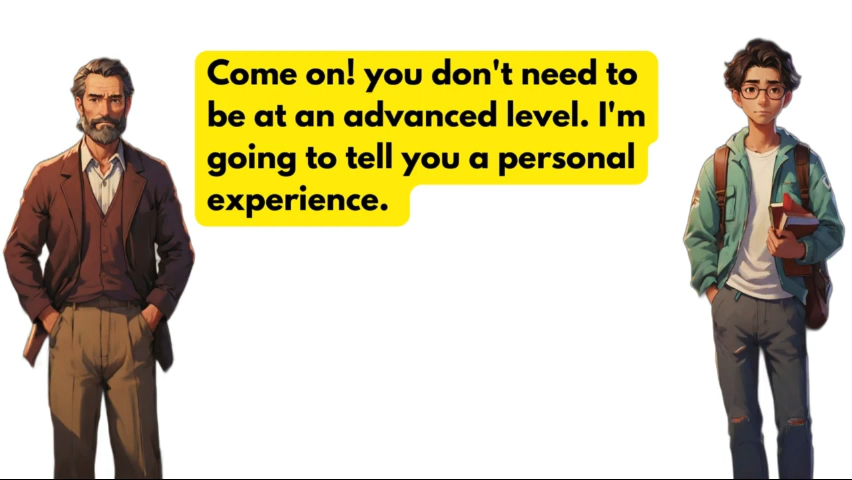 Come on! you don't need to
be at an advanced level. I'm
going to tell you a personal
experience.